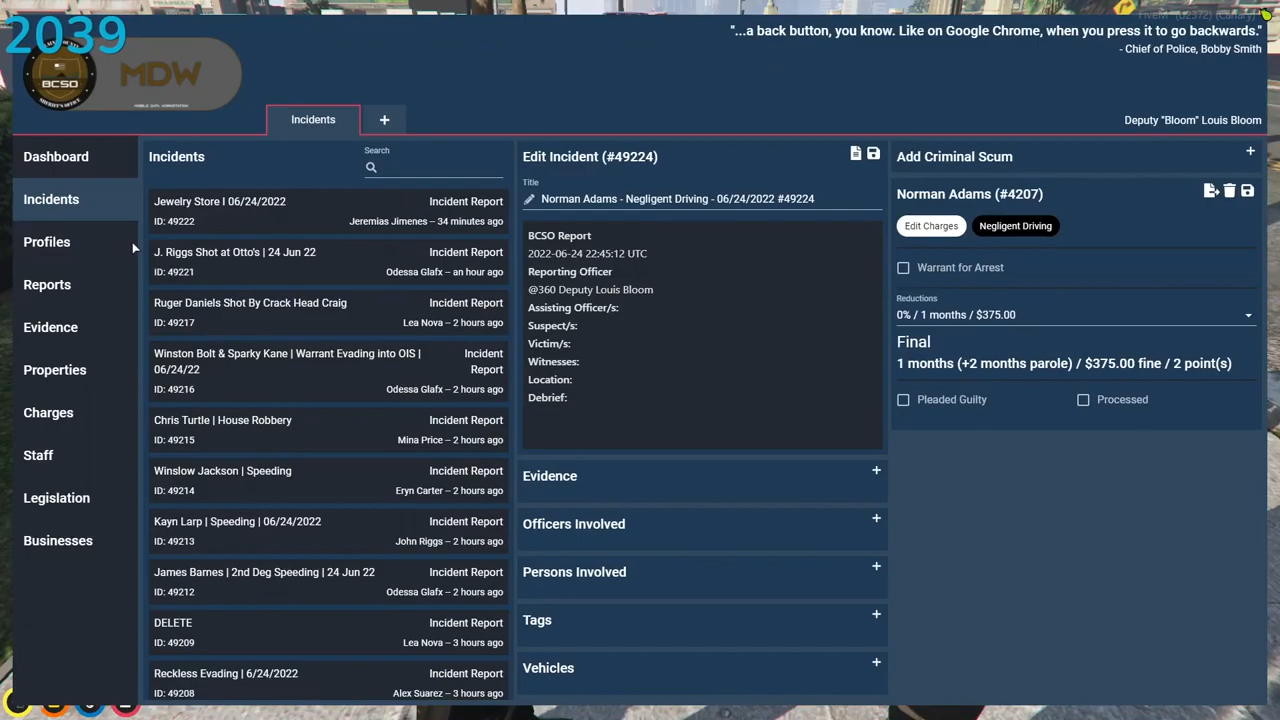 2039
FiveM (b2372) (Canary)
"...a back button, you know. Like on Google Chrome, when you press it to go backwards."
- Chief of Police, Bobby Smith
BCSO
SHERIFF'S OFFICE
MDW
MOBILE DATA WORKSTATION
Incidents
+
Deputy "Bloom" Louis Bloom
Dashboard
Incidents
Profiles
Reports
Evidence
Properties
Charges
Staff
Legislation
Businesses
Incidents
Search
Jewelry Store I 06/24/2022 Incident Report
ID: 49222 Jeremias Jimenes – 34 minutes ago
J. Riggs Shot at Otto's | 24 Jun 22 Incident Report
ID: 49221 Odessa Glafx – an hour ago
Ruger Daniels Shot By Crack Head Craig Incident Report
ID: 49217 Lea Nova – 2 hours ago
Winston Bolt & Sparky Kane | Warrant Evading into OIS | Incident
06/24/22 Report
ID: 49216 Odessa Glafx – 2 hours ago
Chris Turtle | House Robbery Incident Report
ID: 49215 Mina Price – 2 hours ago
Winslow Jackson | Speeding Incident Report
ID: 49214 Eryn Carter – 2 hours ago
Kayn Larp | Speeding | 06/24/2022 Incident Report
ID: 49213 John Riggs – 2 hours ago
James Barnes | 2nd Deg Speeding | 24 Jun 22 Incident Report
ID: 49212 Odessa Glafx – 2 hours ago
DELETE Incident Report
ID: 49209 Lea Nova – 3 hours ago
Reckless Evading | 6/24/2022 Incident Report
ID: 49208 Alex Suarez – 3 hours ago
Edit Incident (#49224)
Title
Norman Adams - Negligent Driving - 06/24/2022 #49224
BCSO Report
2022-06-24 22:45:12 UTC
Reporting Officer
@360 Deputy Louis Bloom
Assisting Officer/s:
Suspect/s:
Victim/s:
Witnesses:
Location:
Debrief:
Evidence +
Officers Involved +
Persons Involved +
Tags +
Vehicles +
Add Criminal Scum +
Norman Adams (#4207)
Edit Charges Negligent Driving
Warrant for Arrest
Reductions
0% / 1 months / $375.00
Final
1 months (+2 months parole) / $375.00 fine / 2 point(s)
Pleaded Guilty Processed